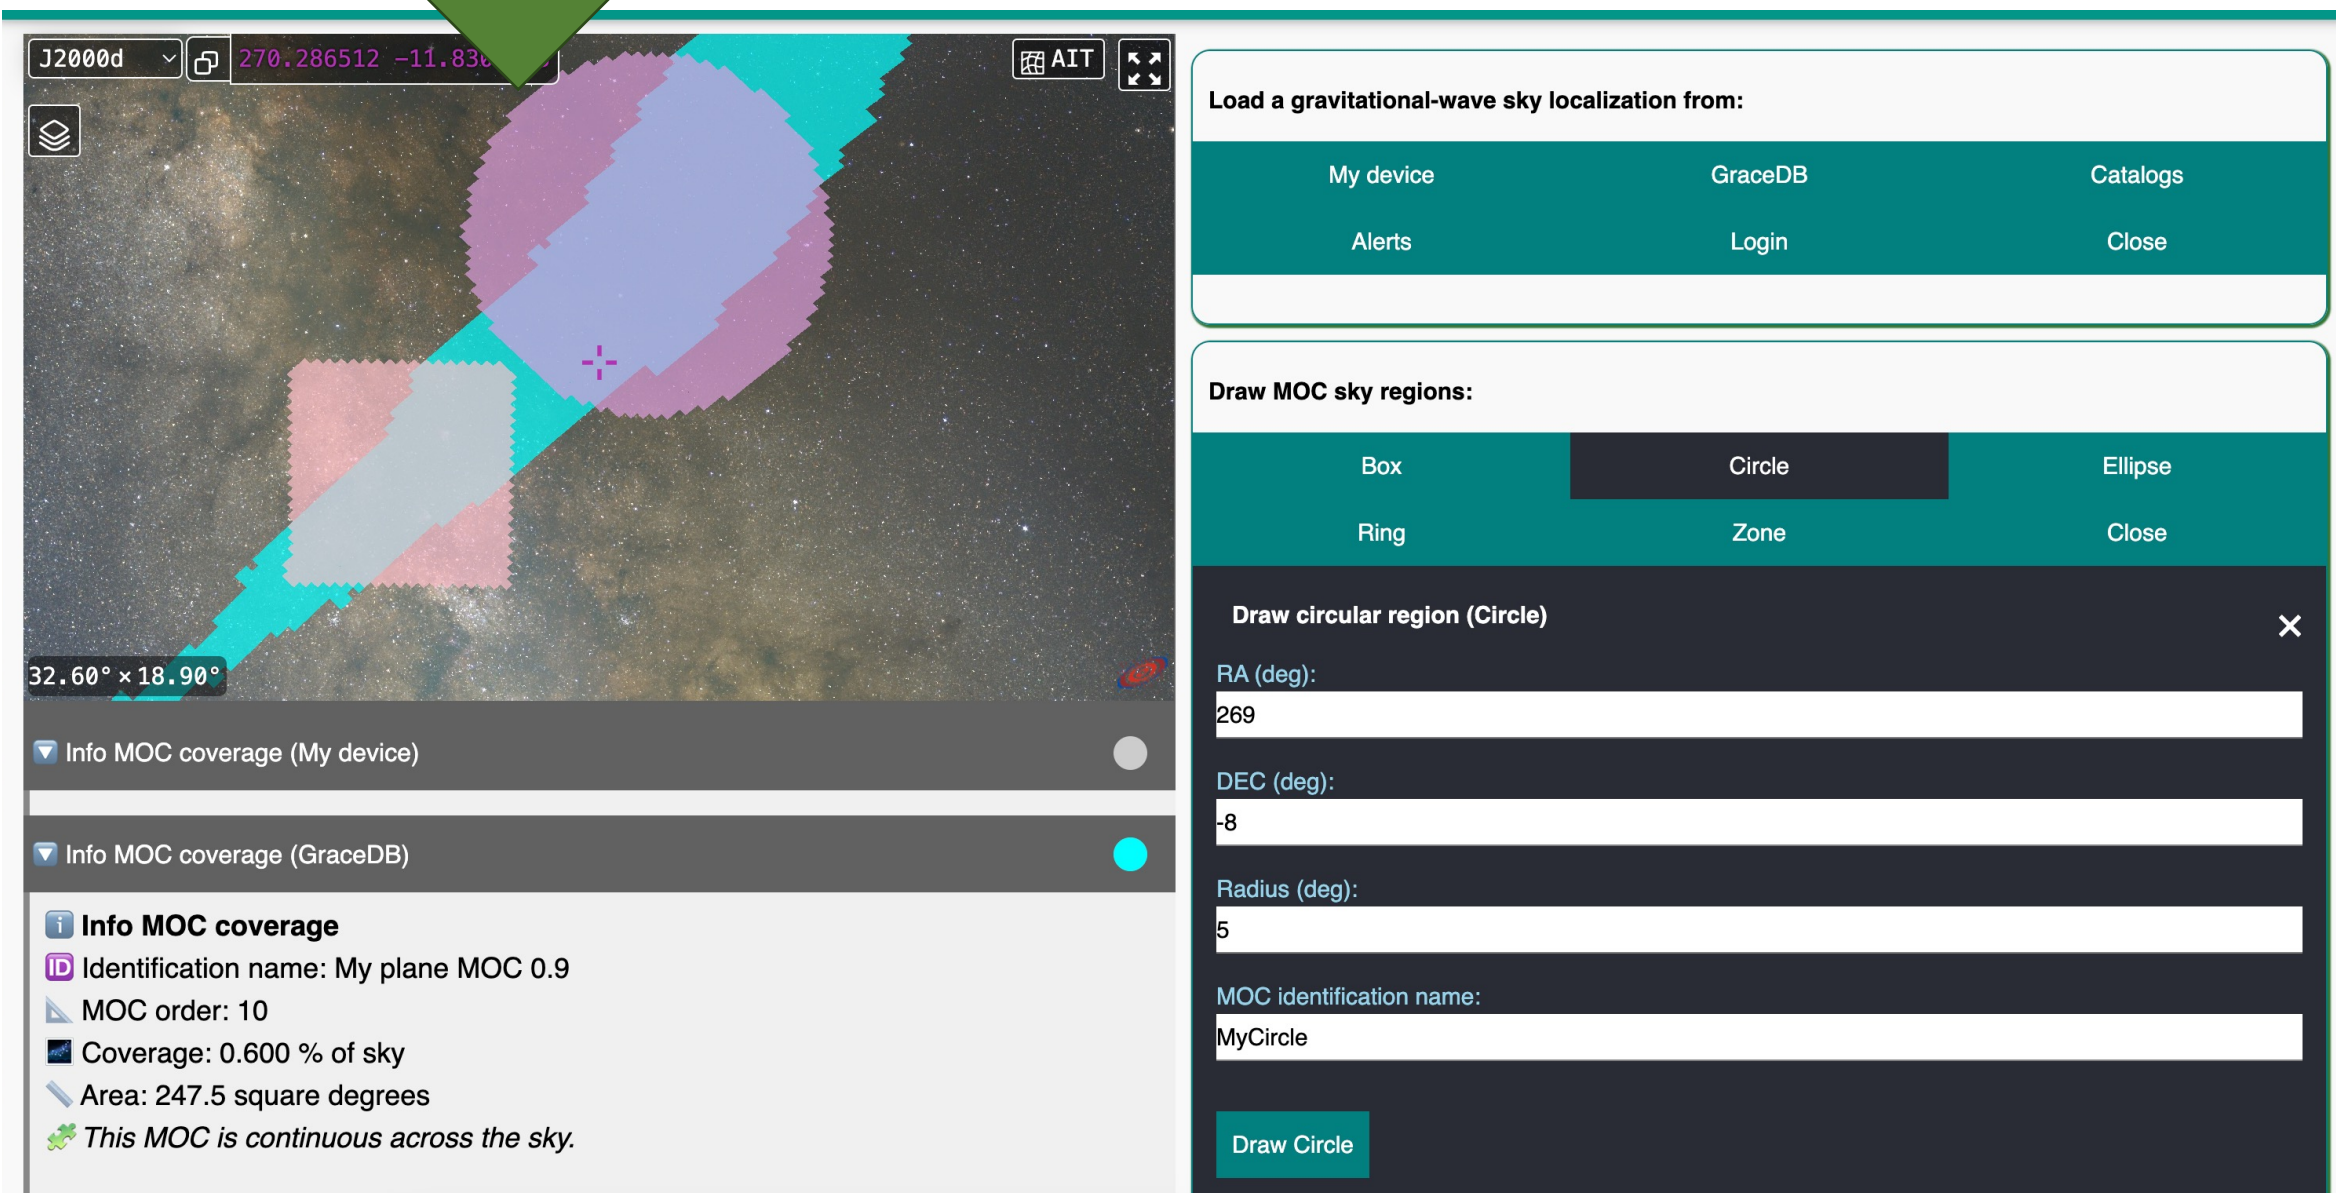 J2000d
270.286512 -11.83
AIT
32.60° × 18.90°
Info MOC coverage (My device)
Info MOC coverage (GraceDB)
Info MOC coverage
ID Identification name: My plane MOC 0.9
MOC order: 10
Coverage: 0.600 % of sky
Area: 247.5 square degrees
This MOC is continuous across the sky.
Load a gravitational-wave sky localization from:
My device GraceDB Catalogs
Alerts Login Close
Draw MOC sky regions:
Box Circle Ellipse
Ring Zone Close
Draw circular region (Circle)
RA (deg):
269
DEC (deg):
-8
Radius (deg):
5
MOC identification name:
MyCircle
Draw Circle